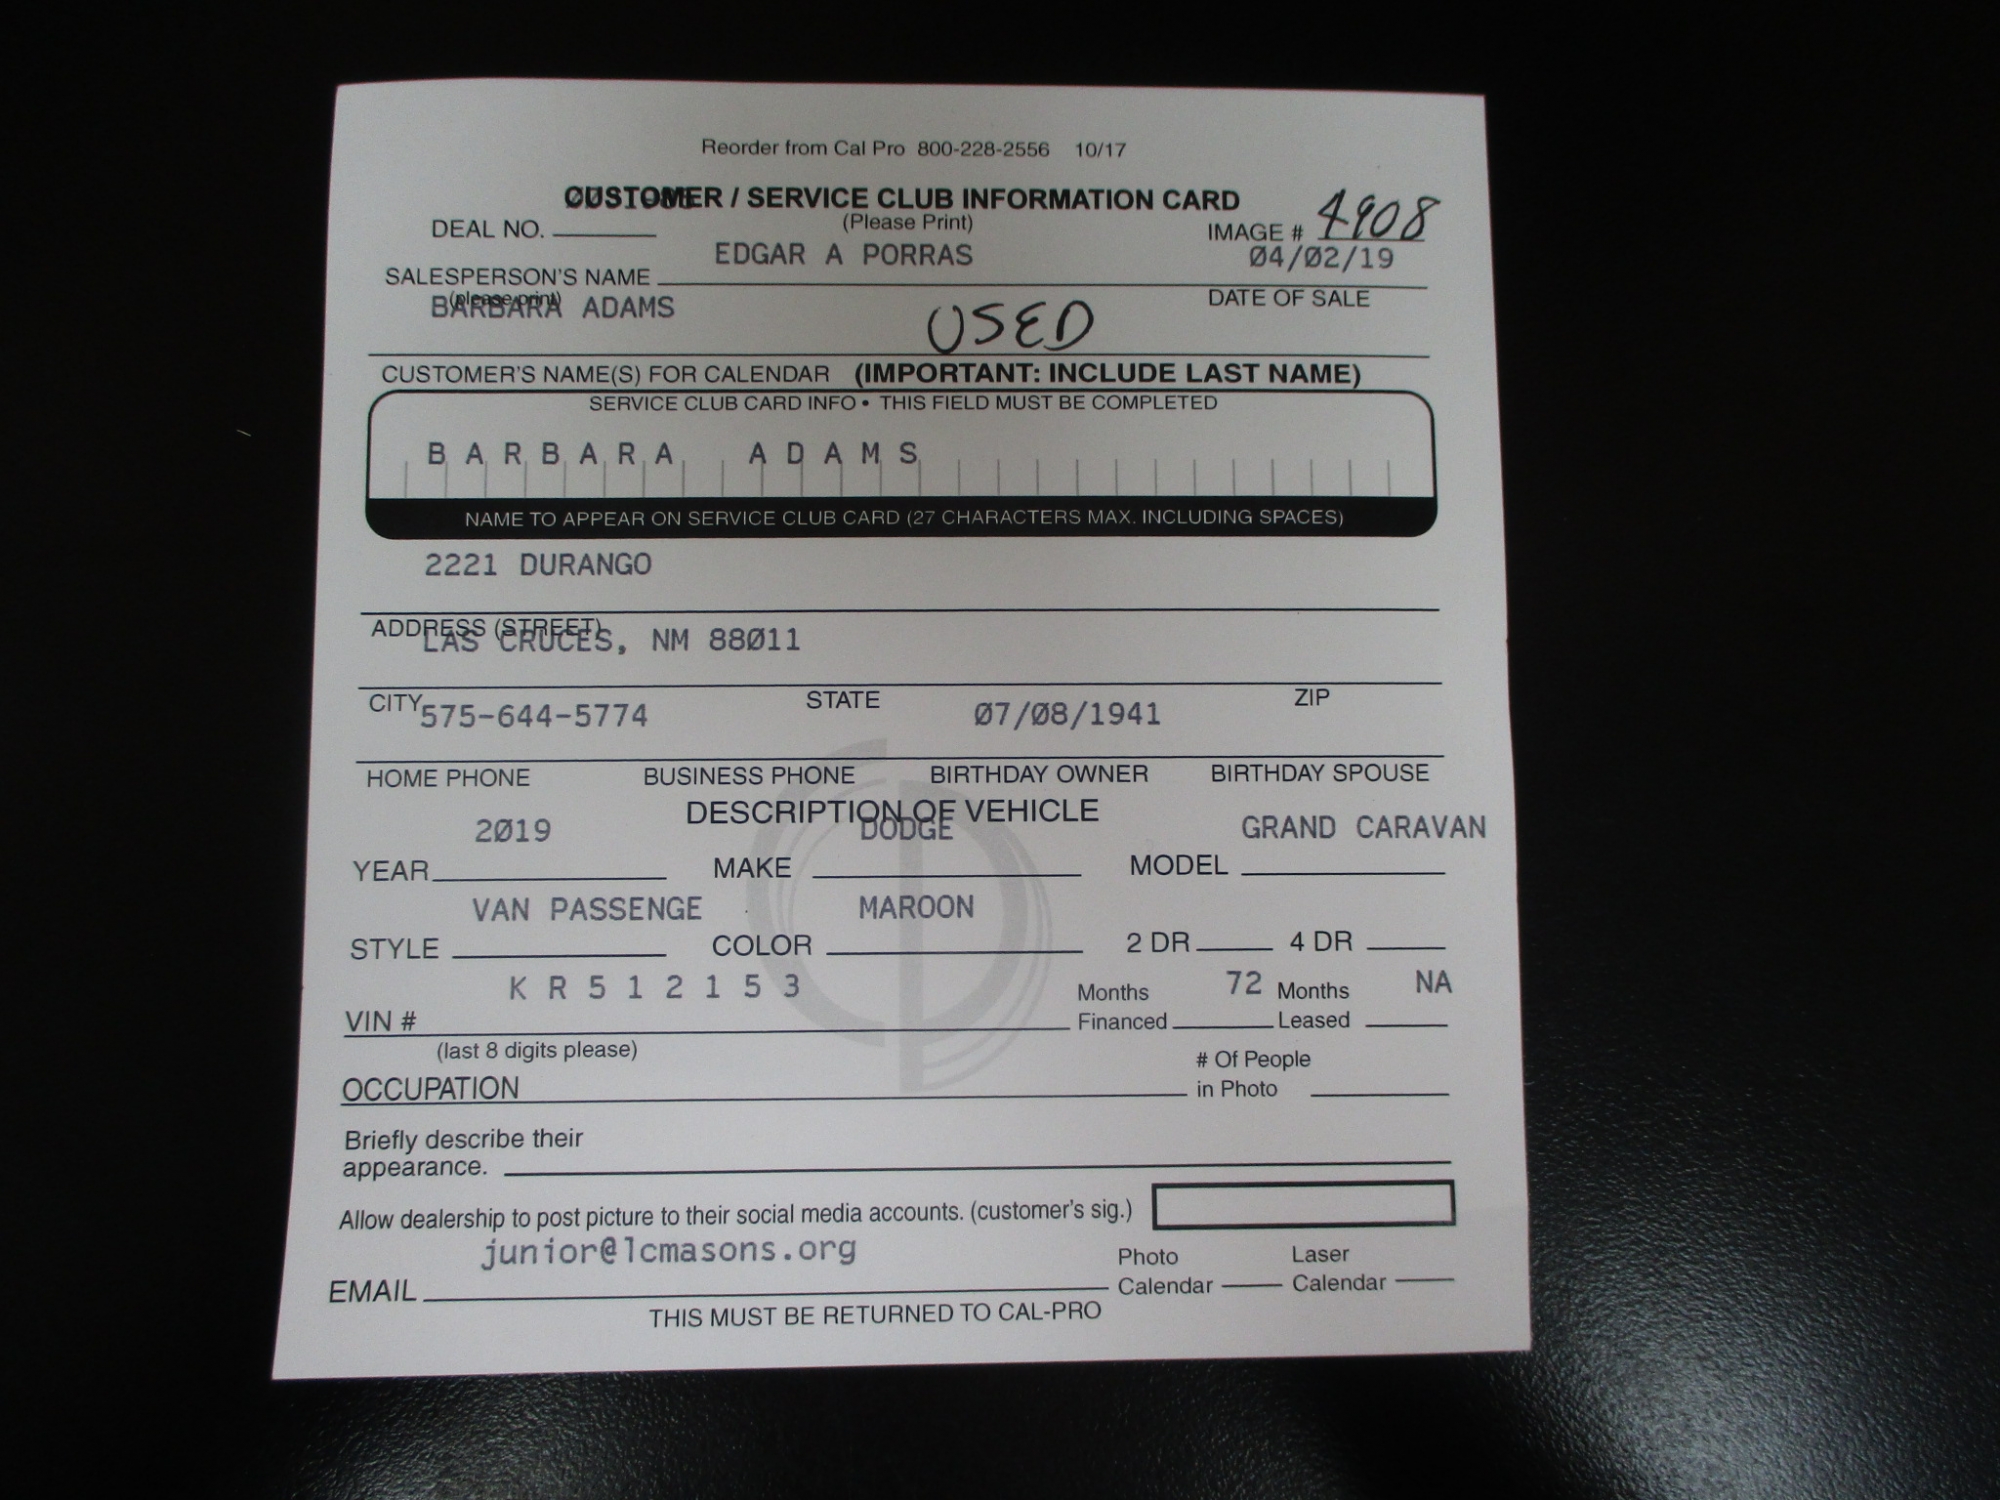 Reorder from Cal Pro 800-228-2556 10/17
CUSTOMER / SERVICE CLUB INFORMATION CARD
(Please Print)
DEAL NO.
IMAGE # 4908
EDGAR A PORRAS
04/02/19
SALESPERSON'S NAME
(please print)
DATE OF SALE
BARBARA ADAMS
USED
CUSTOMER'S NAME(S) FOR CALENDAR (IMPORTANT: INCLUDE LAST NAME)
SERVICE CLUB CARD INFO • THIS FIELD MUST BE COMPLETED
BARBARA ADAMS
NAME TO APPEAR ON SERVICE CLUB CARD (27 CHARACTERS MAX. INCLUDING SPACES)
2221 DURANGO
ADDRESS (STREET)
LAS CRUCES, NM 88011
CITY STATE ZIP
575-644-5774 07/08/1941
HOME PHONE BUSINESS PHONE BIRTHDAY OWNER BIRTHDAY SPOUSE
DESCRIPTION OF VEHICLE
2019 DODGE GRAND CARAVAN
YEAR MAKE MODEL
VAN PASSENGE MAROON
STYLE COLOR 2 DR 4 DR
KR512153 72 NA
VIN # Months Financed Months Leased
(last 8 digits please)
OCCUPATION # Of People in Photo
Briefly describe their
appearance.
Allow dealership to post picture to their social media accounts. (customer's sig.)
junior@lcmasons.org
EMAIL Photo Calendar Laser Calendar
THIS MUST BE RETURNED TO CAL-PRO